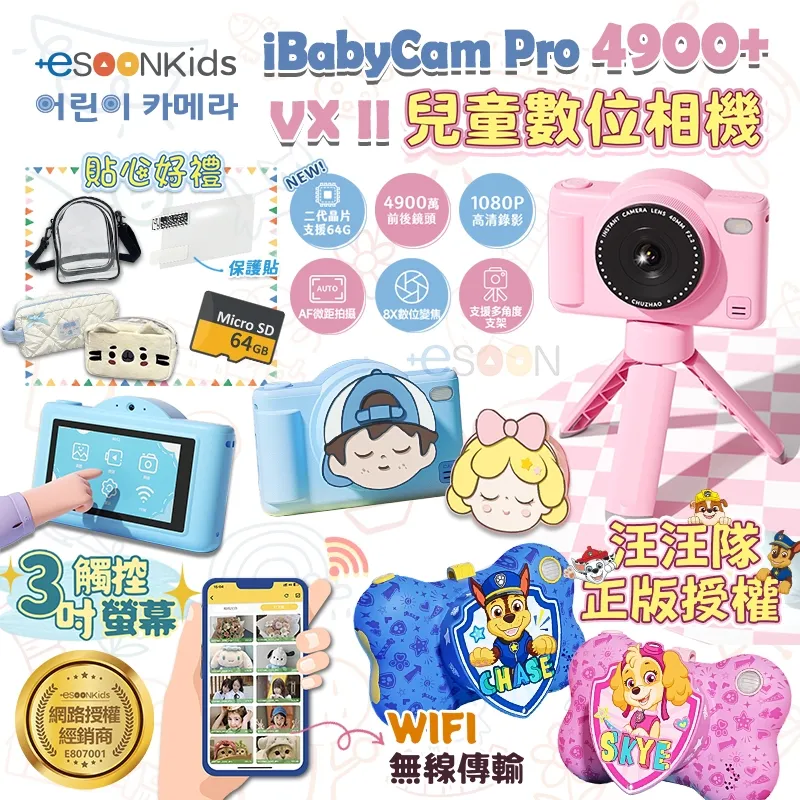 +esoonkids
어린이 카메라
iBabyCam Pro 4900+
VX II 兒童數位相機
貼心好禮
保護貼
Micro SD
64GB
NEW!
二代晶片
支援64G
4900萬
前後鏡頭
1080P
高清錄影
AUTO
AF微距拍攝
8X數位變焦
支援多角度
支架
INSTANT CAMERA LENS 40MM F2.2
CHUZHAO
+esoon
3吋
觸控
螢幕
汪汪隊
正版授權
CHASE
SKYE
WIFI
無線傳輸
+esoonkids
網路授權
經銷商
E807001